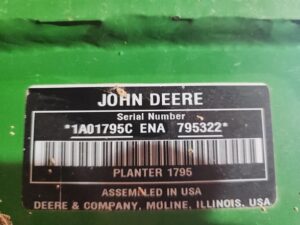 JOHN DEERE
Serial Number
*1A01795C ENA 795322*
PLANTER 1795
ASSEMBLED IN USA
DEERE & COMPANY, MOLINE, ILLINOIS, USA